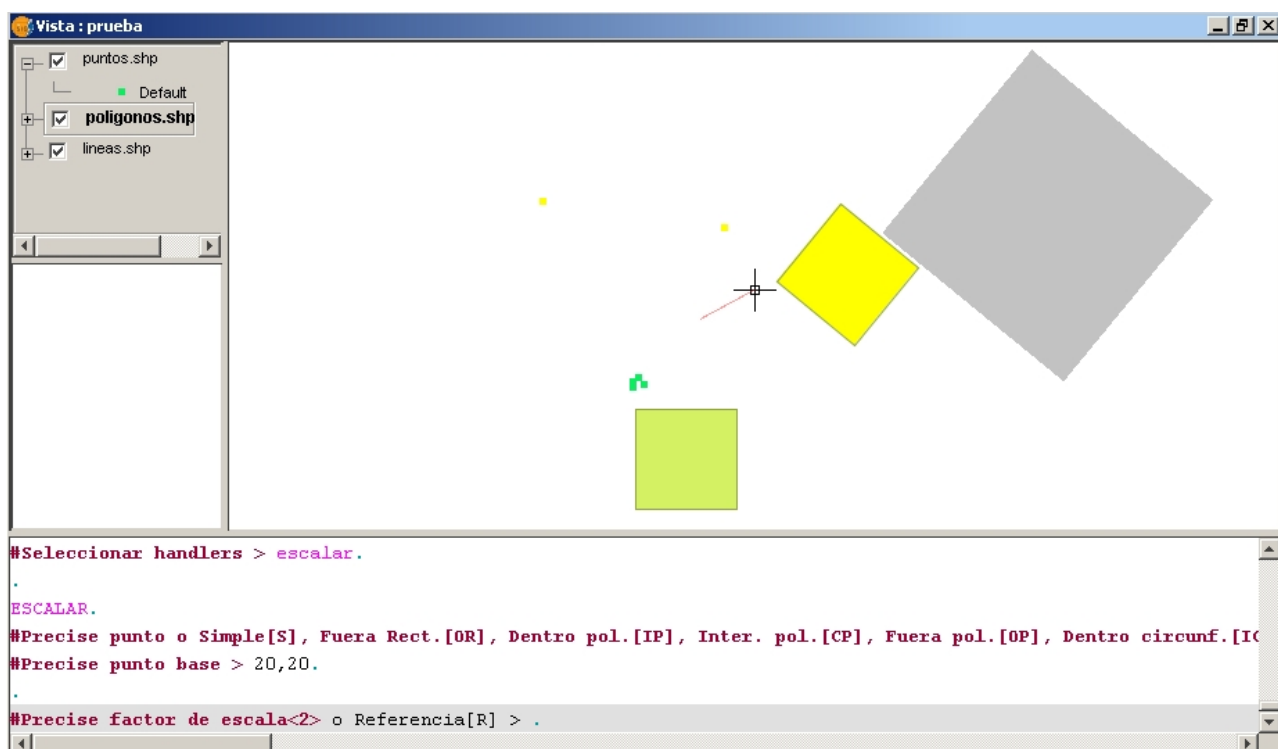 Vista : prueba
puntos.shp
Default
poligonos.shp
lineas.shp
#Seleccionar handlers > escalar.
.
ESCALAR.
#Precise punto o Simple[S], Fuera Rect.[OR], Dentro pol.[IP], Inter. pol.[CP], Fuera pol.[OP], Dentro circunf.[IC
#Precise punto base > 20,20.
.
#Precise factor de escala<2> o Referencia[R] > .